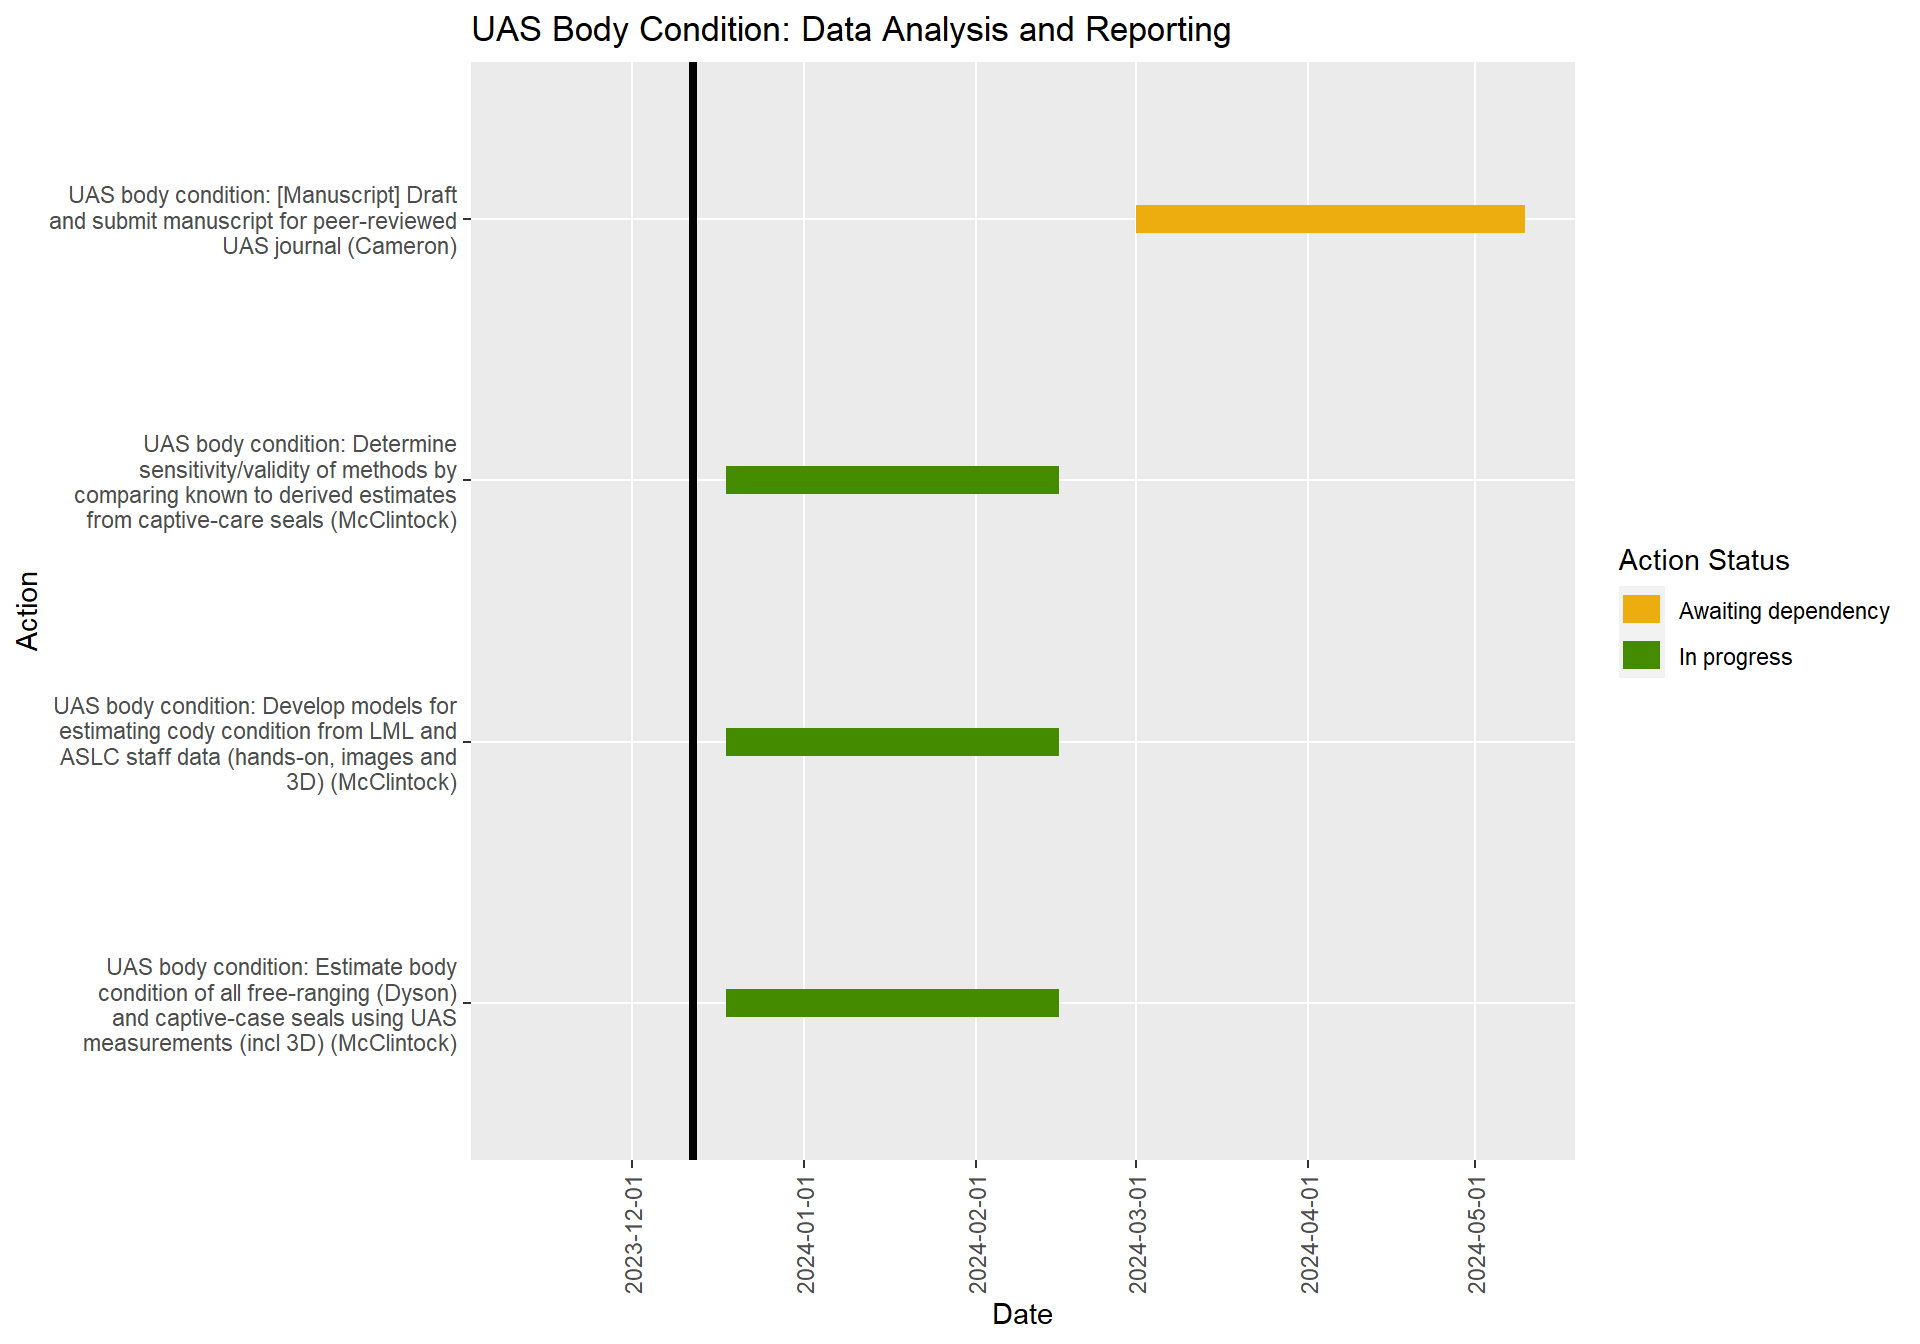 UAS Body Condition: Data Analysis and Reporting
UAS body condition: [Manuscript] Draft
and submit manuscript for peer-reviewed
UAS journal (Cameron)
UAS body condition: Determine
sensitivity/validity of methods by
comparing known to derived estimates
from captive-care seals (McClintock)
UAS body condition: Develop models for
estimating cody condition from LML and
ASLC staff data (hands-on, images and
3D) (McClintock)
UAS body condition: Estimate body
condition of all free-ranging (Dyson)
and captive-case seals using UAS
measurements (incl 3D) (McClintock)
Action
2023-12-01
2024-01-01
2024-02-01
2024-03-01
2024-04-01
2024-05-01
Date
Action Status
Awaiting dependency
In progress